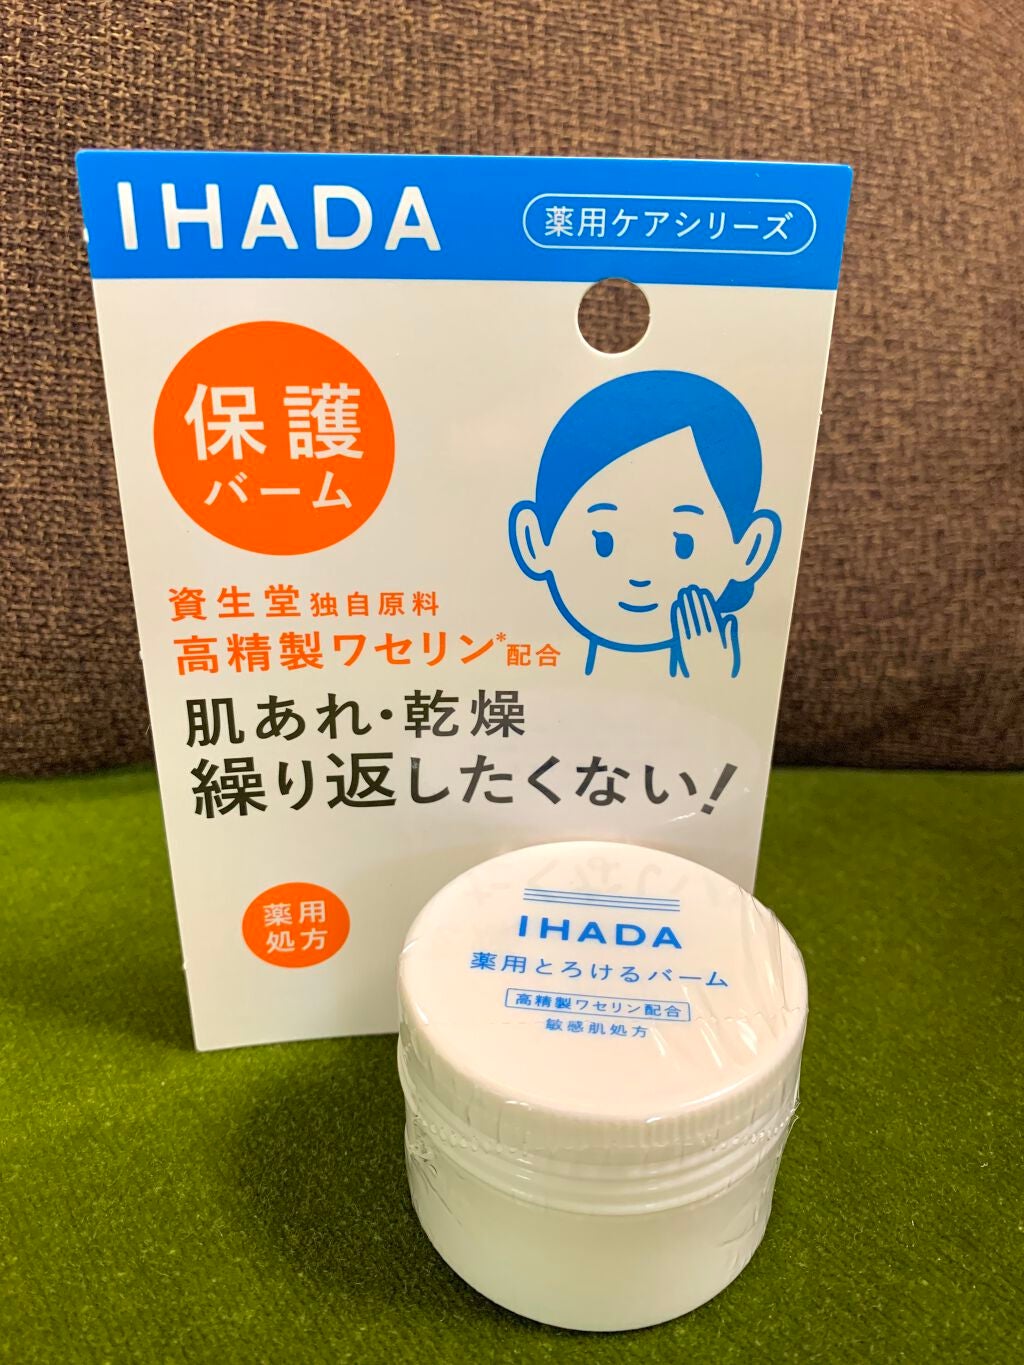 IHADA
薬用ケアシリーズ
保護
バーム
資生堂独自原料
高精製ワセリン*配合
肌あれ・乾燥
繰り返したくない!
薬用
処方
IHADA
薬用とろけるバーム
高精製ワセリン配合
敏感肌処方